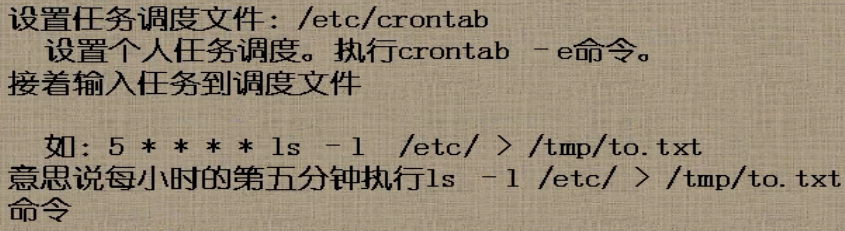 设置任务调度文件: /etc/crontab
设置个人任务调度。执行crontab -e命令。
接着输入任务到调度文件
如: 5 * * * * ls -l /etc/ > /tmp/to.txt
意思说每小时的第五分钟执行ls -l /etc/ > /tmp/to.txt
命令